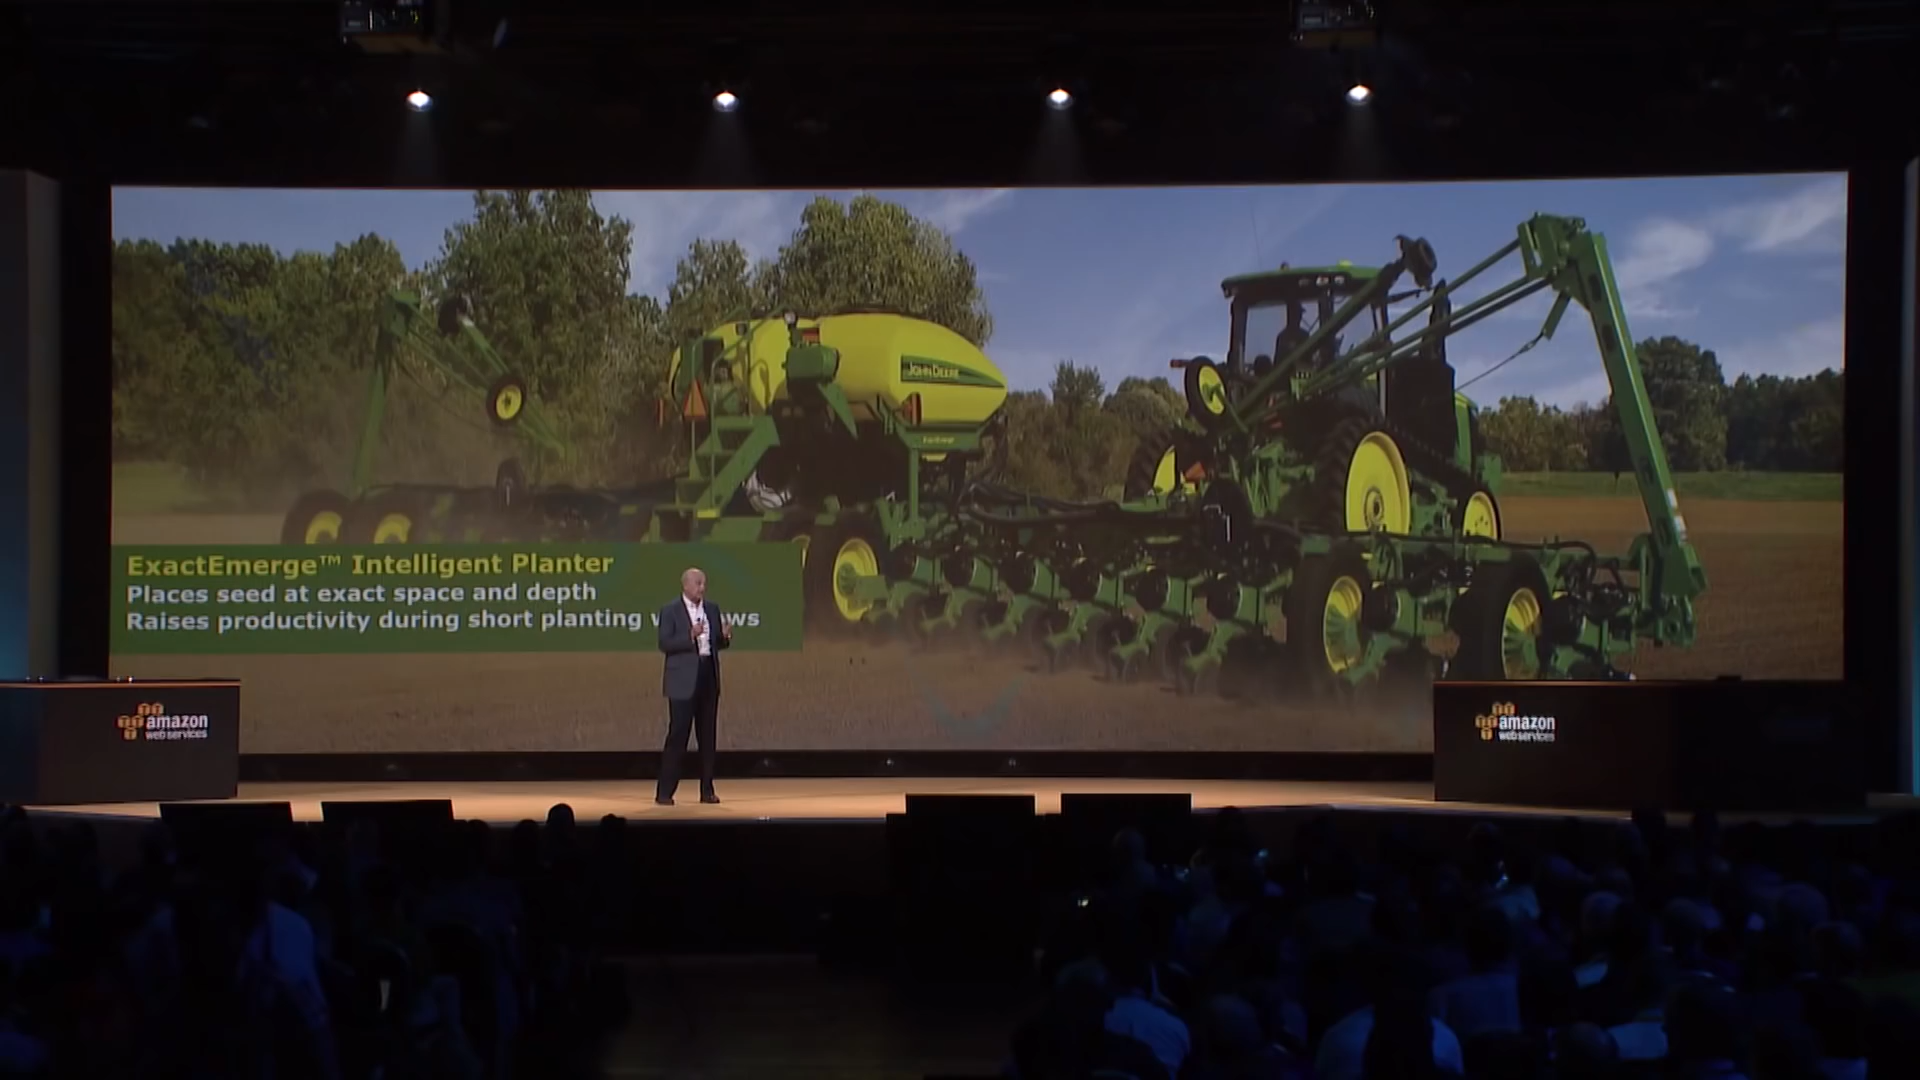 JOHN DEERE
ExactEmerge™ Intelligent Planter
Places seed at exact space and depth
Raises productivity during short planting
amazon
web services
amazon
web services